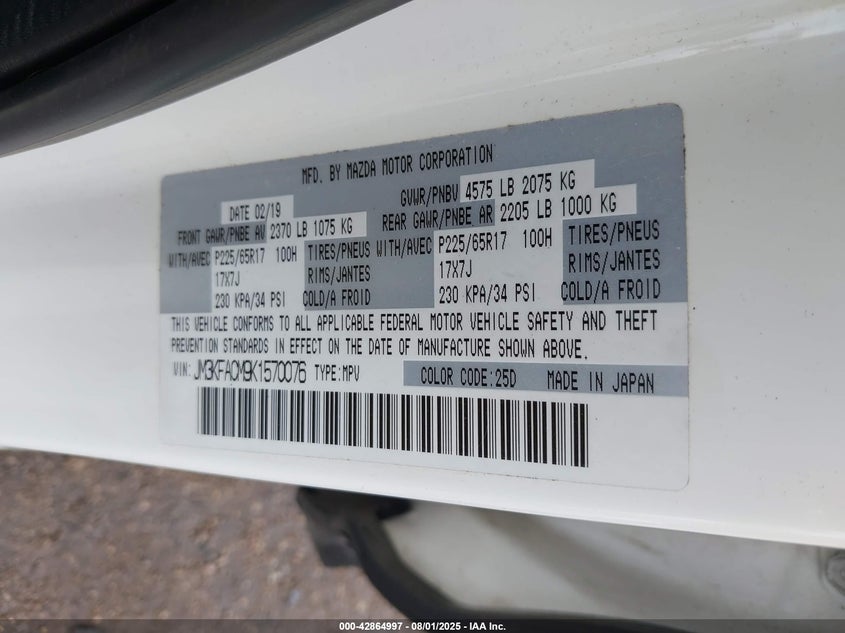 MFD. BY MAZDA MOTOR CORPORATION
DATE 02/19 GVWR/PNBV 4575 LB 2075 KG
FRONT GAWR/PNBE AV 2370 LB 1075 KG REAR GAWR/PNBE AR 2205 LB 1000 KG
WITH/AVEC P225/65R17 100H TIRES/PNEUS WITH/AVEC P225/65R17 100H TIRES/PNEUS
17X7J RIMS/JANTES 17X7J RIMS/JANTES
230 KPA/34 PSI COLD/A FROID 230 KPA/34 PSI COLD/A FROID
THIS VEHICLE CONFORMS TO ALL APPLICABLE FEDERAL MOTOR VEHICLE SAFETY AND THEFT
PREVENTION STANDARDS IN EFFECT ON THE DATE OF MANUFACTURE SHOWN ABOVE.
VIN: JM3KFACM9K1570076 TYPE:MPV COLOR CODE:25D MADE IN JAPAN
000-42864997 - 08/01/2025 - IAA Inc.